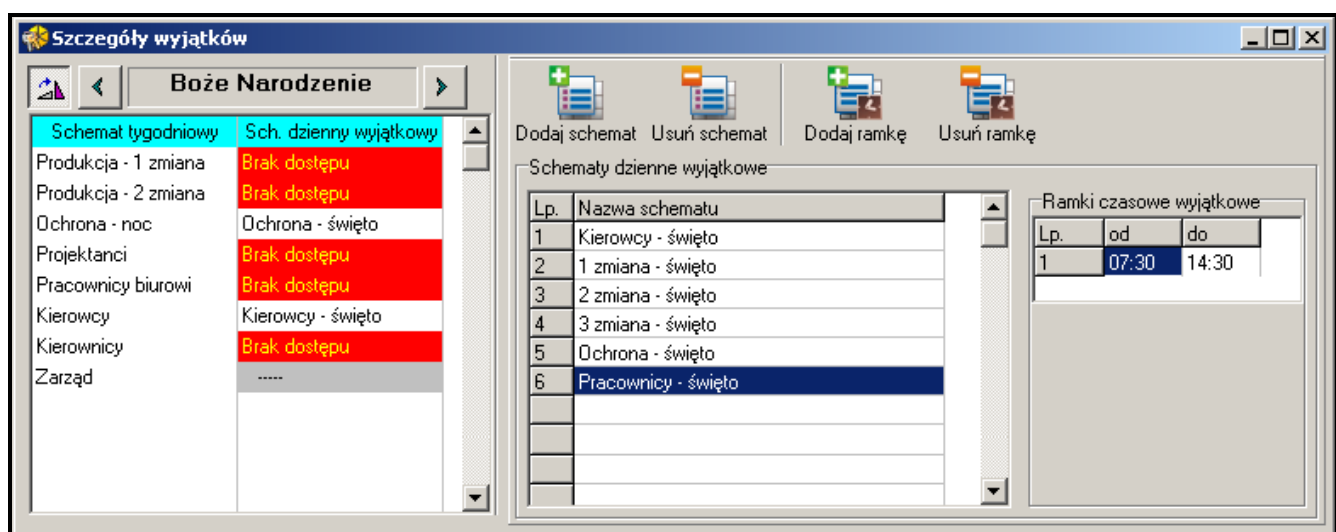 Szczegóły wyjątków
Boże Narodzenie
Schemat tygodniowy Sch. dzienny wyjątkowy
Produkcja - 1 zmiana Brak dostępu
Produkcja - 2 zmiana Brak dostępu
Ochrona - noc Ochrona - święto
Projektanci Brak dostępu
Pracownicy biurowi Brak dostępu
Kierowcy Kierowcy - święto
Kierownicy Brak dostępu
Zarząd -----
Dodaj schemat Usuń schemat Dodaj ramkę Usuń ramkę
Schematy dzienne wyjątkowe
Lp. Nazwa schematu
1 Kierowcy - święto
2 1 zmiana - święto
3 2 zmiana - święto
4 3 zmiana - święto
5 Ochrona - święto
6 Pracownicy - święto
Ramki czasowe wyjątkowe
Lp. od do
1 07:30 14:30